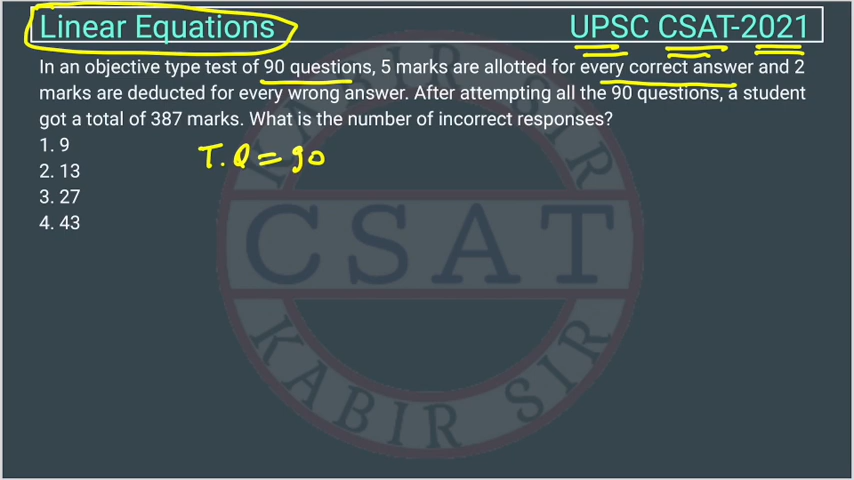 Linear Equations
UPSC CSAT-2021
In an objective type test of 90 questions, 5 marks are allotted for every correct answer and 2
marks are deducted for every wrong answer. After attempting all the 90 questions, a student
got a total of 387 marks. What is the number of incorrect responses?
1. 9
T. Q = 90
2. 13
3. 27
4. 43
KABIR SIR
CSAT
KABIR SIR